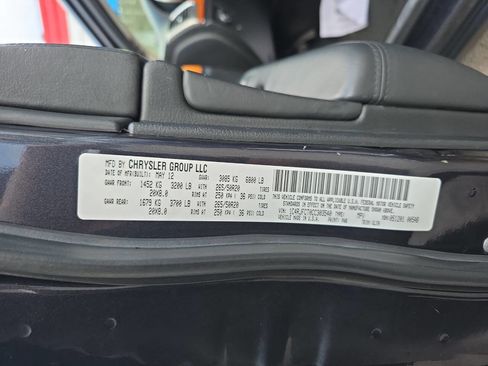 MFD BY CHRYSLER GROUP LLC
DATE OF MFR(BUILT): MAY 12 GVWR: 3085 KG 6800 LB
GAWR FRONT: 1452 KG 3200 LB WITH 265/50R20 TIRES
20X8.0 RIMS AT 250 KPA( 36 PSI) COLD
GAWR REAR: 1679 KG 3700 LB WITH 265/50R20 TIRES
20X8.0 RIMS AT 250 KPA( 36 PSI) COLD
THIS VEHICLE CONFORMS TO ALL APPLICABLE
U.S.A. FEDERAL MOTOR VEHICLE SAFETY
STANDARDS IN EFFECT ON THE DATE OF
MANUFACTURE SHOWN ABOVE.
VIN: TYPE: MPV
VEHICLE MADE IN U.S.A. PAINT: